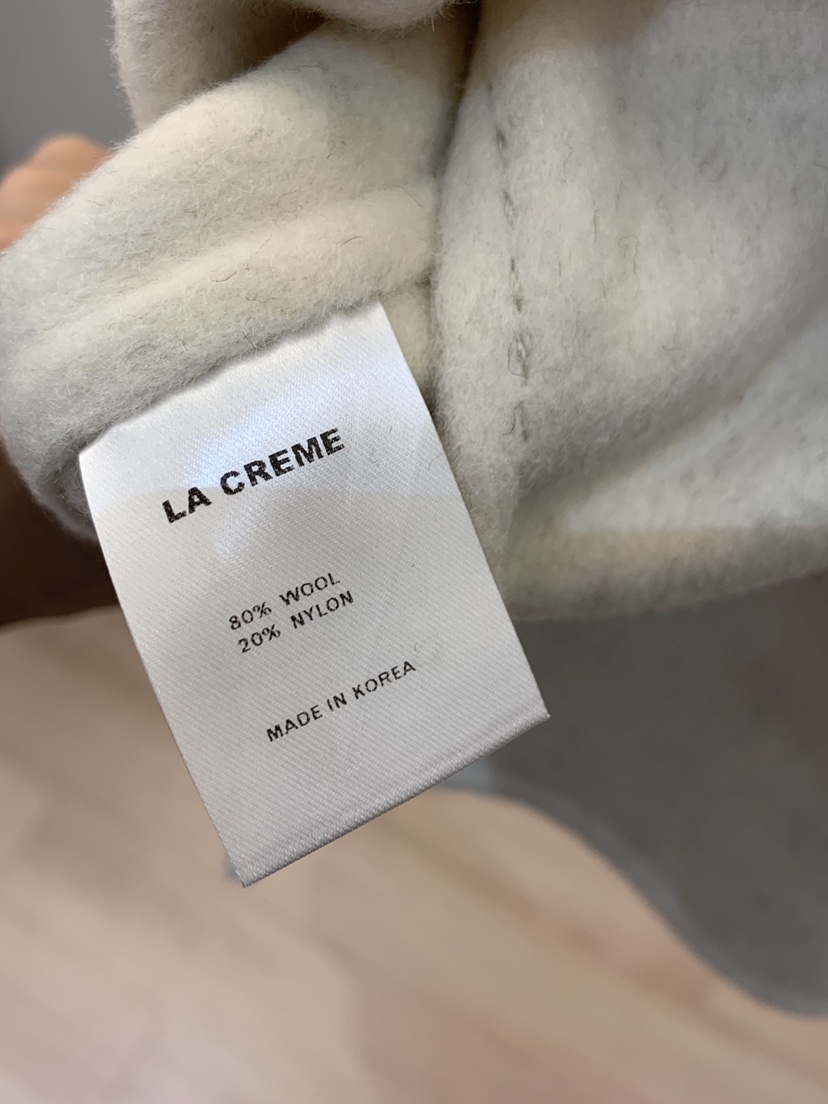 LA CREME
80% WOOL
20% NYLON
MADE IN KOREA